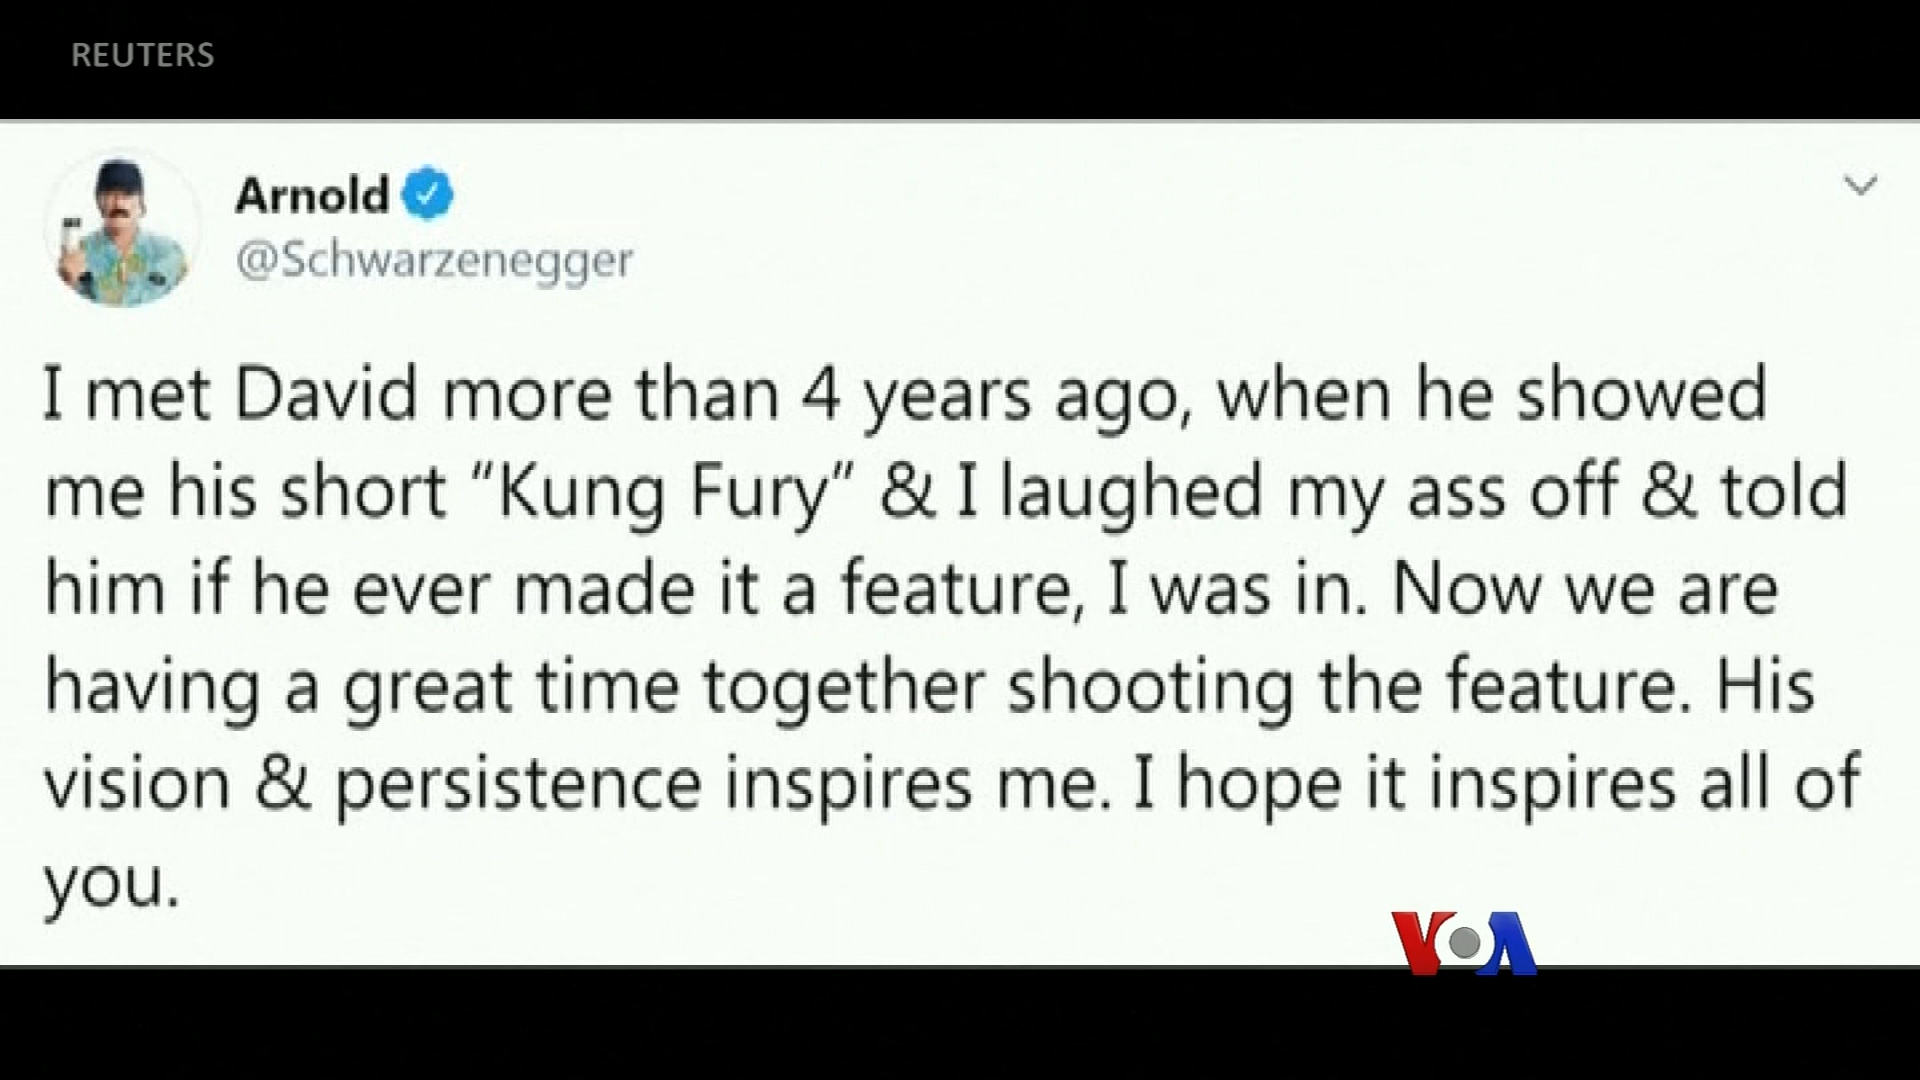 REUTERS
Arnold
@Schwarzenegger
I met David more than 4 years ago, when he showed
me his short “Kung Fury” & I laughed my ass off & told
him if he ever made it a feature, I was in. Now we are
having a great time together shooting the feature. His
vision & persistence inspires me. I hope it inspires all of
you.
VOA